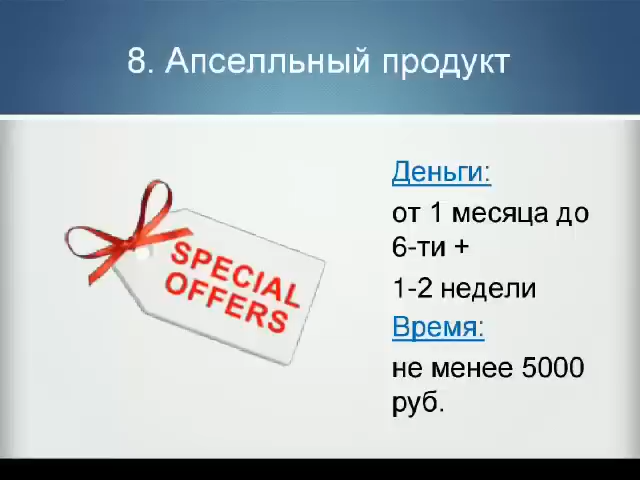 8. Апселльный продукт
SPECIAL
OFFERS
Деньги:
от 1 месяца до
6-ти +
1-2 недели
Время:
не менее 5000
руб.